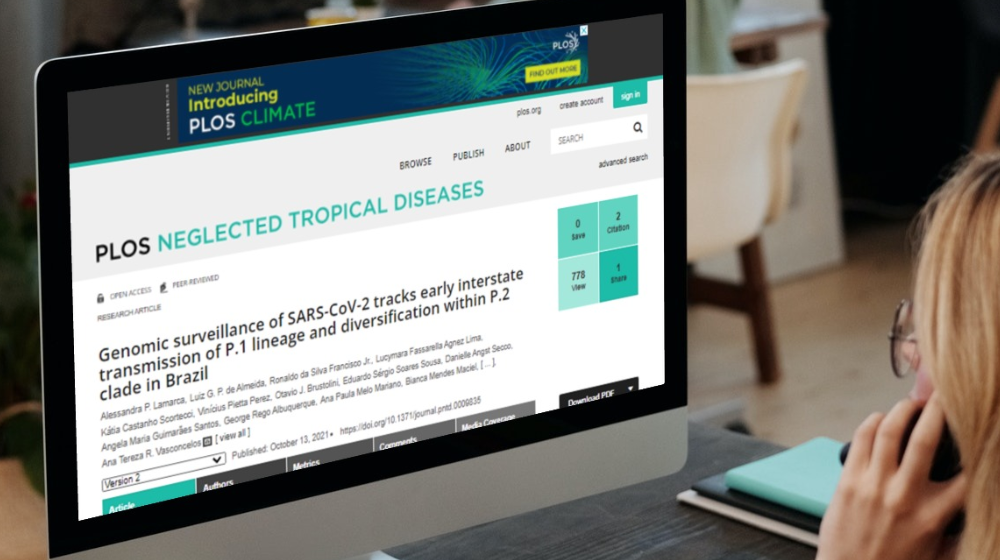 NEW JOURNAL
Introducing
PLOS CLIMATE
PLOS
FIND OUT MORE
plos.org create account sign in
BROWSE PUBLISH ABOUT SEARCH
advanced search
PLOS NEGLECTED TROPICAL DISEASES
OPEN ACCESS PEER-REVIEWED
RESEARCH ARTICLE
Genomic surveillance of SARS-CoV-2 tracks early interstate
transmission of P.1 lineage and diversification within P.2
clade in Brazil
Alessandra P. Lamarca, Luiz G. P. de Almeida, Ronaldo da Silva Francisco Jr., Lucymara Fassarella Agnez Lima,
Kátia Castanho Scortecci, Vinícius Pietta Perez, Otavio J. Brustolini, Eduardo Sérgio Soares Sousa, Danielle Angst Secco,
Angela Maria Guimarães Santos, George Rego Albuquerque, Ana Paula Melo Mariano, Bianca Mendes Maciel, [ ... ],
Ana Tereza R. Vasconcelos [ view all ]
Version 2 Published: October 13, 2021 • https://doi.org/10.1371/journal.pntd.0009835
0
Save
2
Citation
778
View
1
Share
Article Authors Metrics Comments Media Coverage
Download PDF